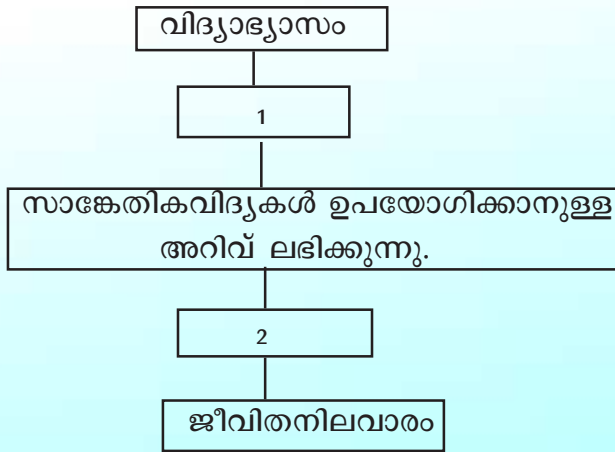 വിദ്യാഭ്യാസം
1
സാങ്കേതികവിദ്യകൾ ഉപയോഗിക്കാനുള്ള
അറിവ് ലഭിക്കുന്നു.
2
ജീവിതനിലവാരം